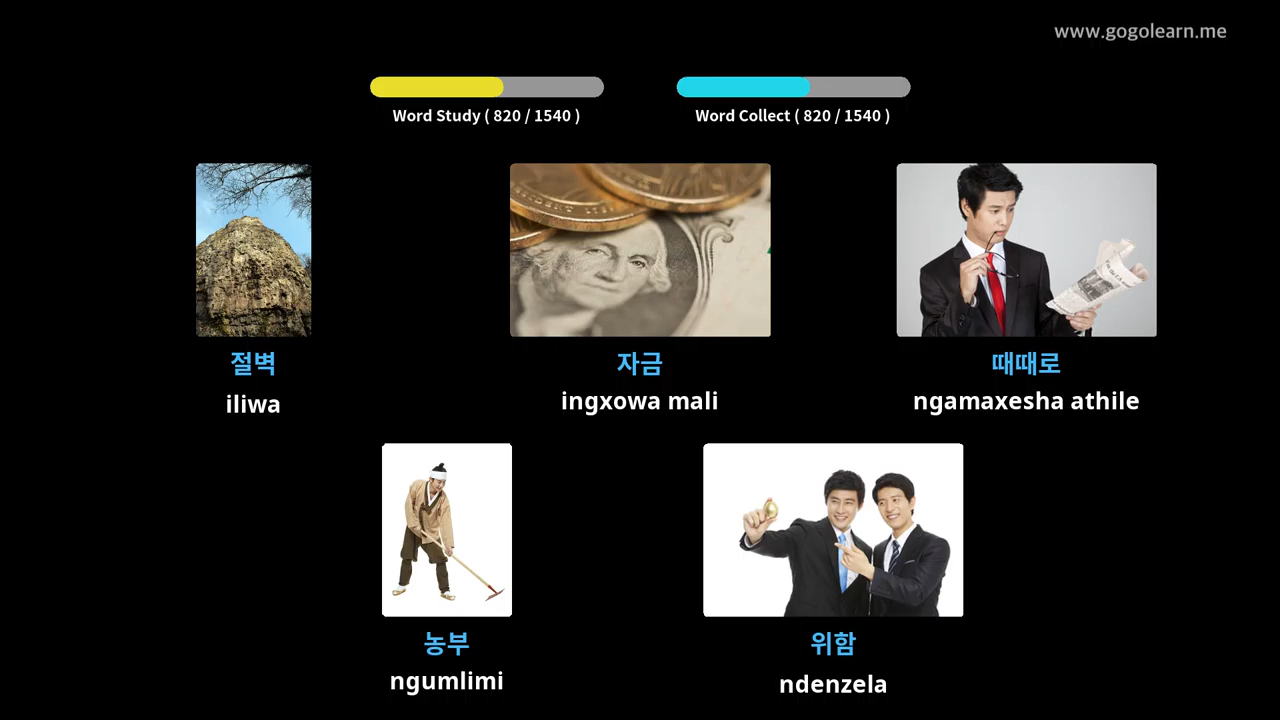 www.gogolearn.me
Word Study ( 820 / 1540 )
Word Collect ( 820 / 1540 )
절벽
iliwa
자금
ingxowa mali
때때로
ngamaxesha athile
농부
ngumlimi
위함
ndenzela